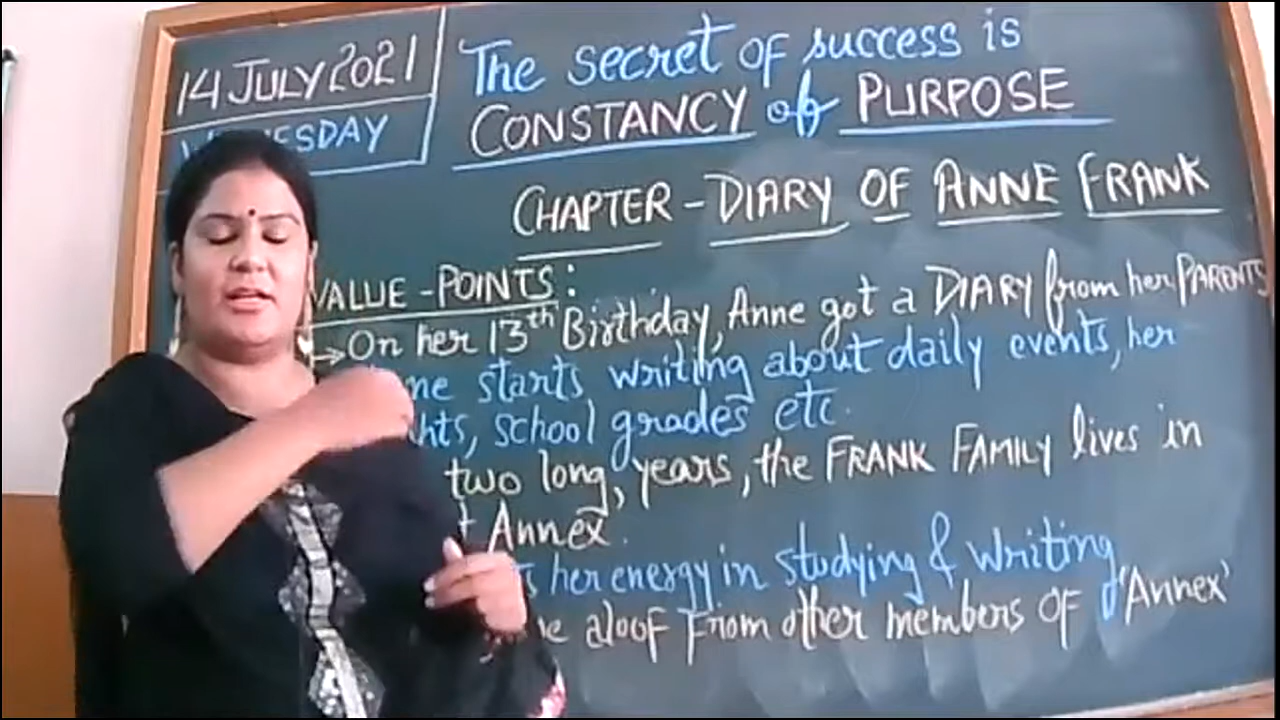 14 JULY 2021
The secret of success is
CONSTANCY of PURPOSE
CHAPTER - DIARY OF ANNE FRANK
VALUE - POINTS :
→ On her 13th Birthday, Anne got a DIARY from her PARENTS
starts writing about daily events, her
school grades etc.
two long, years, the FRANK FAMILY lives in
Annex.
her energy in studying & writing
aloof from other members of 'Annex'